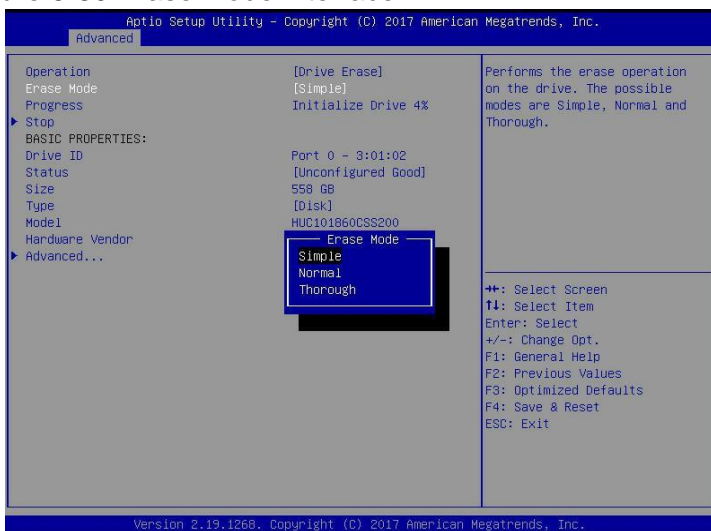 Aptio Setup Utility – Copyright (C) 2017 American Megatrends, Inc.
Advanced
Operation [Drive Erase]
Erase Mode [Simple]
Progress Initialize Drive 4%
Stop
BASIC PROPERTIES:
Drive ID Port 0 - 3:01:02
Status [Unconfigured Good]
Size 558 GB
Type [Disk]
Model HUC101860CSS200
Hardware Vendor
Advanced...
Erase Mode
Simple
Normal
Thorough
Performs the erase operation
on the drive. The possible
modes are Simple, Normal and
Thorough.
→←: Select Screen
↑↓: Select Item
Enter: Select
+/-: Change Opt.
F1: General Help
F2: Previous Values
F3: Optimized Defaults
F4: Save & Reset
ESC: Exit
Version 2.19.1268. Copyright (C) 2017 American Megatrends, Inc.